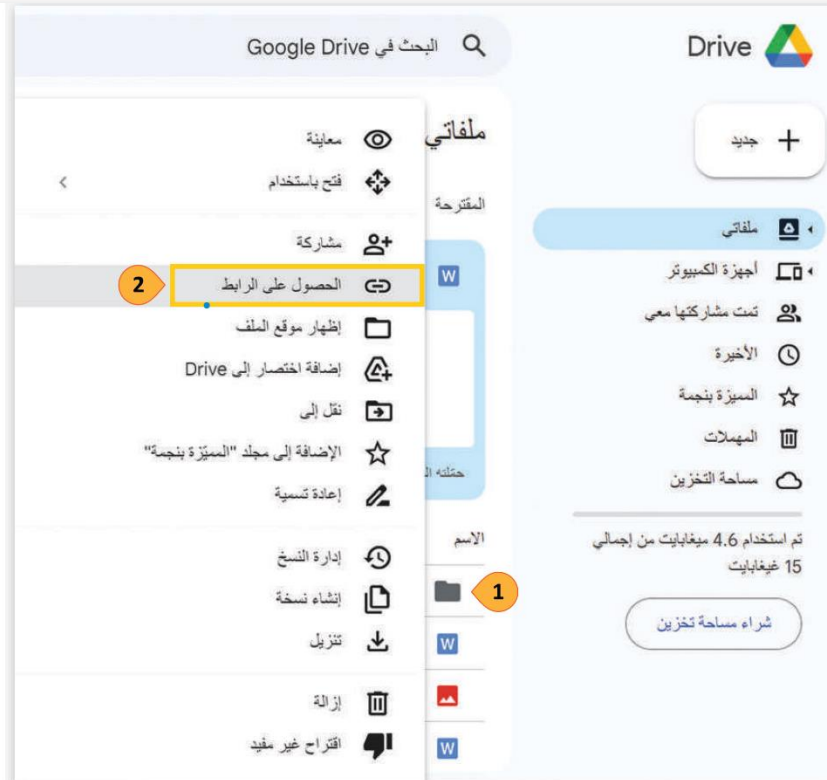 Drive
البحث في Google Drive
جديد
ملفاتي
أجهزة الكمبيوتر
تمت مشاركتها معي
الأخيرة
المميزة بنجمة
المهملات
مساحة التخزين
تم استخدام 4.6 ميغابايت من إجمالي
15 غيغابايت
شراء مساحة تخزين
ملفاتي
المقترحة
W
حمّلته
الاسم
1
W
W
معاينة
فتح باستخدام
مشاركة
الحصول على الرابط
2
إظهار موقع الملف
إضافة اختصار إلى Drive
نقل إلى
الإضافة إلى مجلد "المميّزة بنجمة"
إعادة تسمية
إدارة النسخ
إنشاء نسخة
تنزيل
إزالة
اقتراح غير مفيد